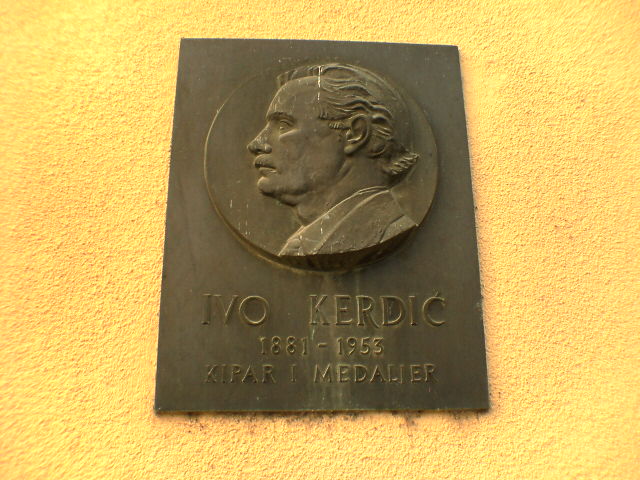 IVO KERDIĆ
1881 - 1953
KIPAR I MEDALJER